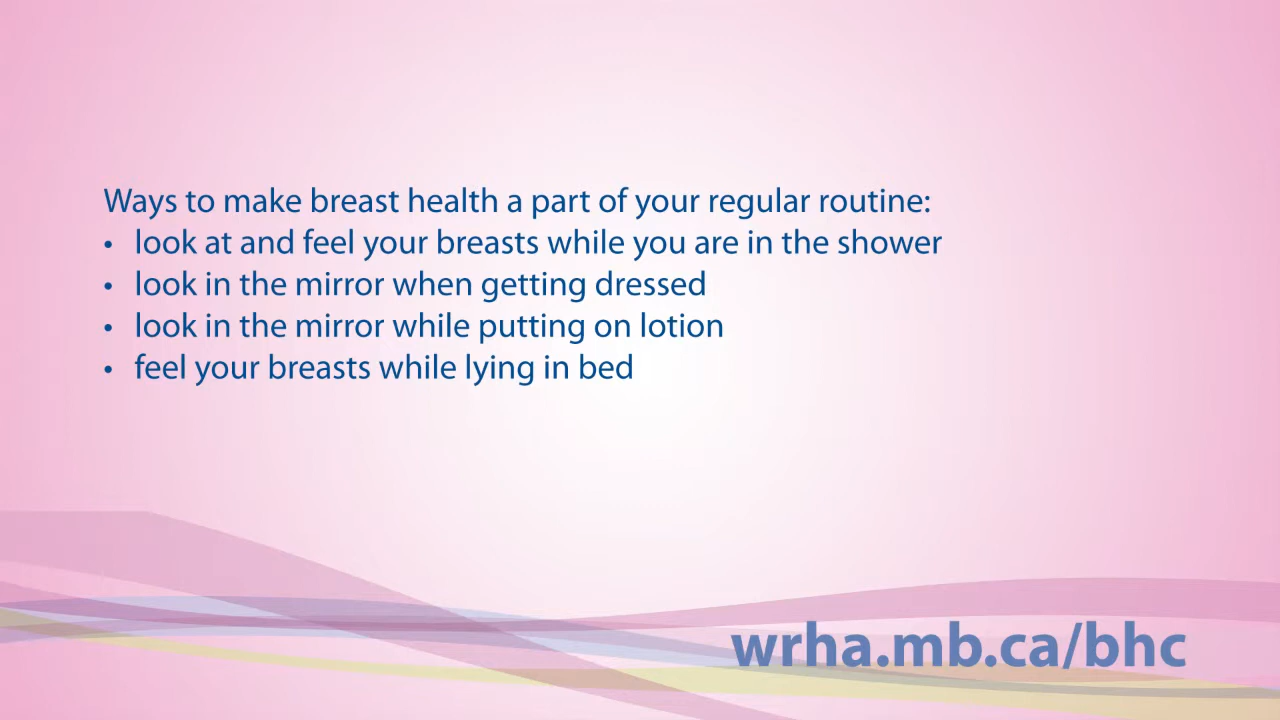 Ways to make breast health a part of your regular routine:
• look at and feel your breasts while you are in the shower
• look in the mirror when getting dressed
• look in the mirror while putting on lotion
• feel your breasts while lying in bed
wrha.mb.ca/bhc